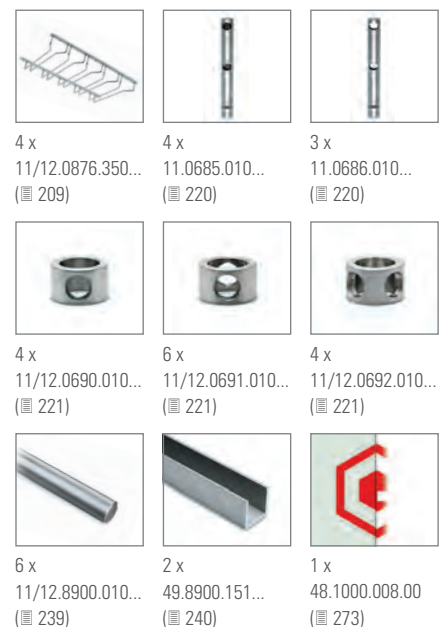 4 x
4 x
3 x
11/12.0876.350...
11.0685.010...
11.0686.010...
(≣ 209)
(≣ 220)
(≣ 220)
4 x
6 x
4 x
11/12.0690.010...
11/12.0691.010...
11/12.0692.010...
(≣ 221)
(≣ 221)
(≣ 221)
6 x
2 x
1 x
11/12.8900.010...
49.8900.151...
48.1000.008.00
(≣ 239)
(≣ 240)
(≣ 273)